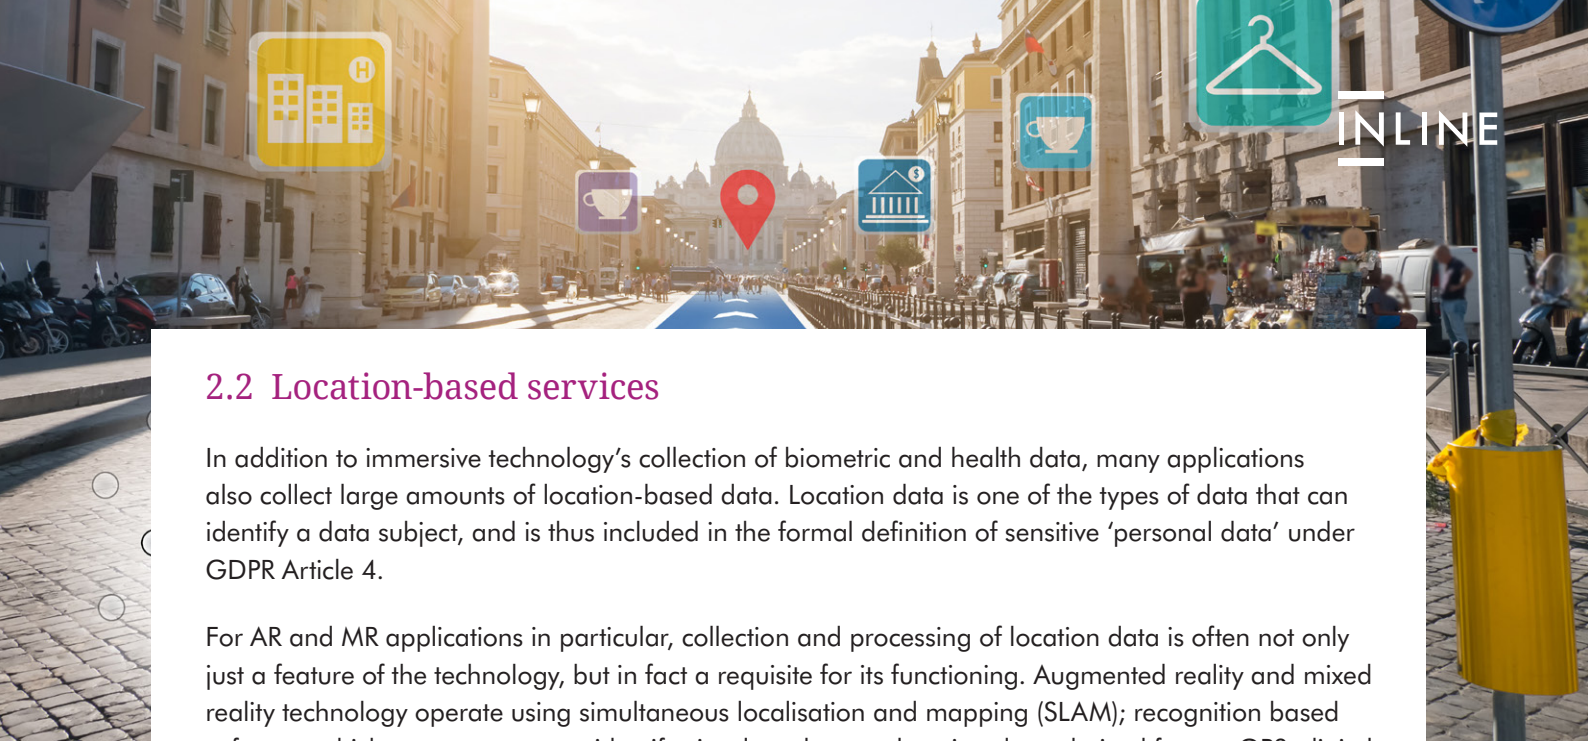 INLINE
2.2 Location-based services
In addition to immersive technology’s collection of biometric and health data, many applications
also collect large amounts of location-based data. Location data is one of the types of data that can
identify a data subject, and is thus included in the formal definition of sensitive ‘personal data’ under
GDPR Article 4.
For AR and MR applications in particular, collection and processing of location data is often not only
just a feature of the technology, but in fact a requisite for its functioning. Augmented reality and mixed
reality technology operate using simultaneous localisation and mapping (SLAM); recognition based